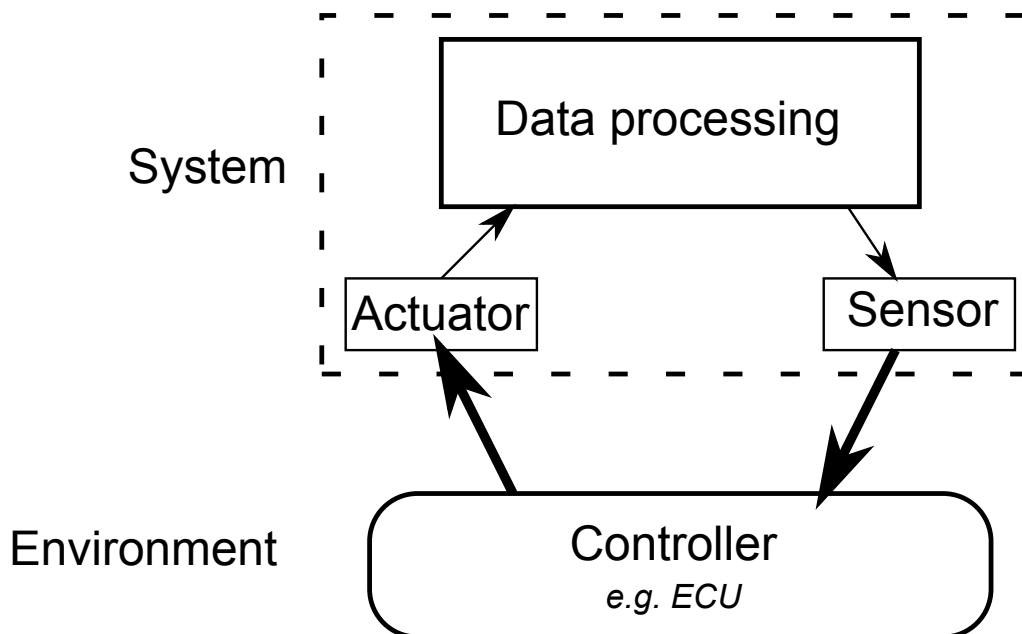 Data processing
System
Actuator
Sensor
Environment
Controller
e.g. ECU